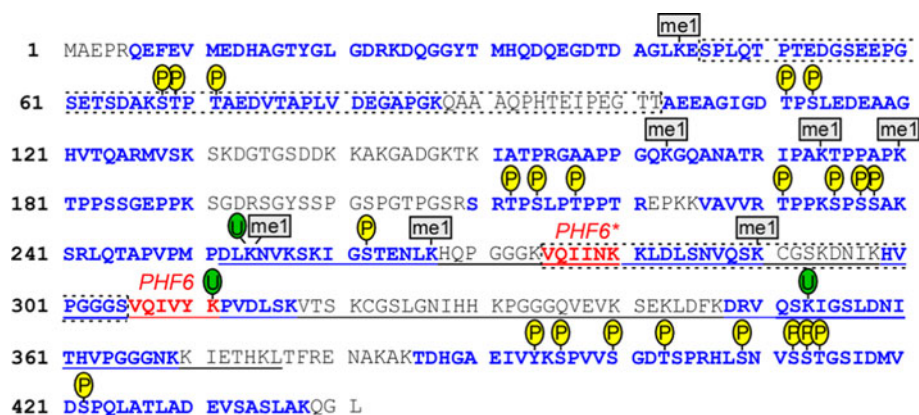 me1
1 MAEPRQEFEV MEDHAGTYGL GDRKDQGGYT MHQDQEGDTD AGLKESPLQT PTEDGSEEPG
P P P P P
61 SETSDAKSTP TAEDVTAPLV DEGAPGKQAA AQPHTEIPEG TTAEEAGIGD TPSLEDEAAG
me1 me1 me1
121 HVTQARMVSK SKDGTGSDDK KAKGADGKTK IATPRGAAPP GQKGQANATR IPAKTPPAPK
P P P P P P P
181 TPPSSGEPPK SGDRSGYSSP GSPGTPGSRS RTPSLPTPPT REPKKVAVVR TPPKSPSSAK
U me1 P me1 PHF6* me1
241 SRLQTAPVPM PDLKNVKSKI GSTENLKHQP GGGKVQIINK KLDLSNVQSK CGSKDNIKHV
PHF6 U U
301 PGGGSVQIVY KPVDLSKVTS KCGSLGNIHH KPGGGQVEVK SEKLDFKDRV QSKIGSLDNI
P P P P P P P P
361 THVPGGGNKK IETHKLTFRE NAKAKTDHGA EIVYKSPVVS GDTSPRHLSN VSSTGSIDMV
P
421 DSPQLATLAD EVSASLAKQG L